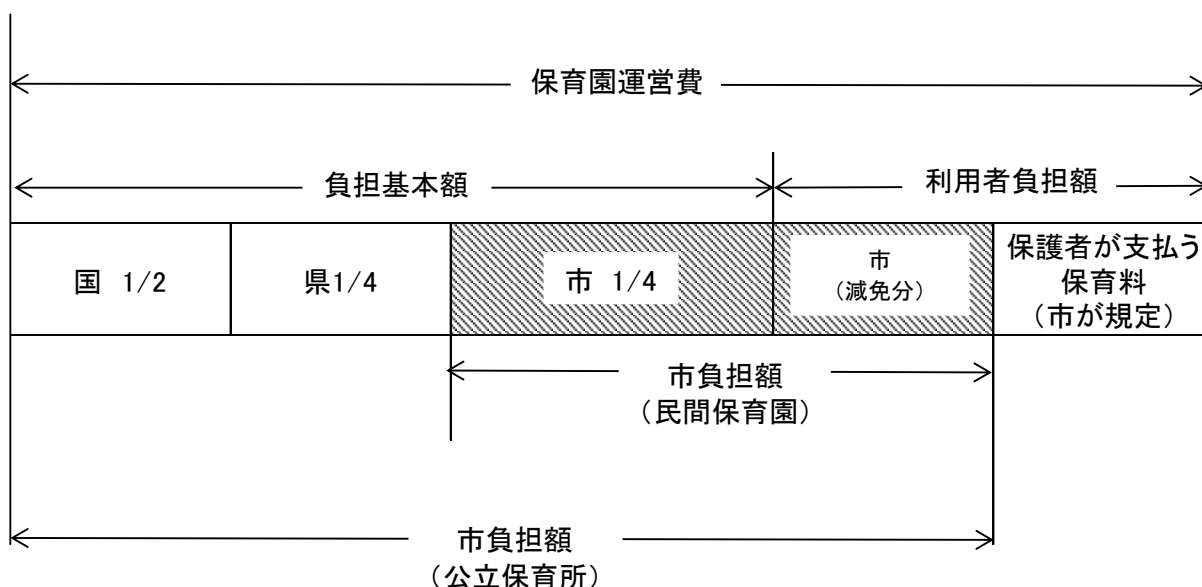 保育園運営費
負担基本額
利用者負担額
国 1/2
県1/4
市 1/4
市
（減免分）
保護者が支払う
保育料
（市が規定）
市負担額
（民間保育園）
市負担額
（公立保育所）